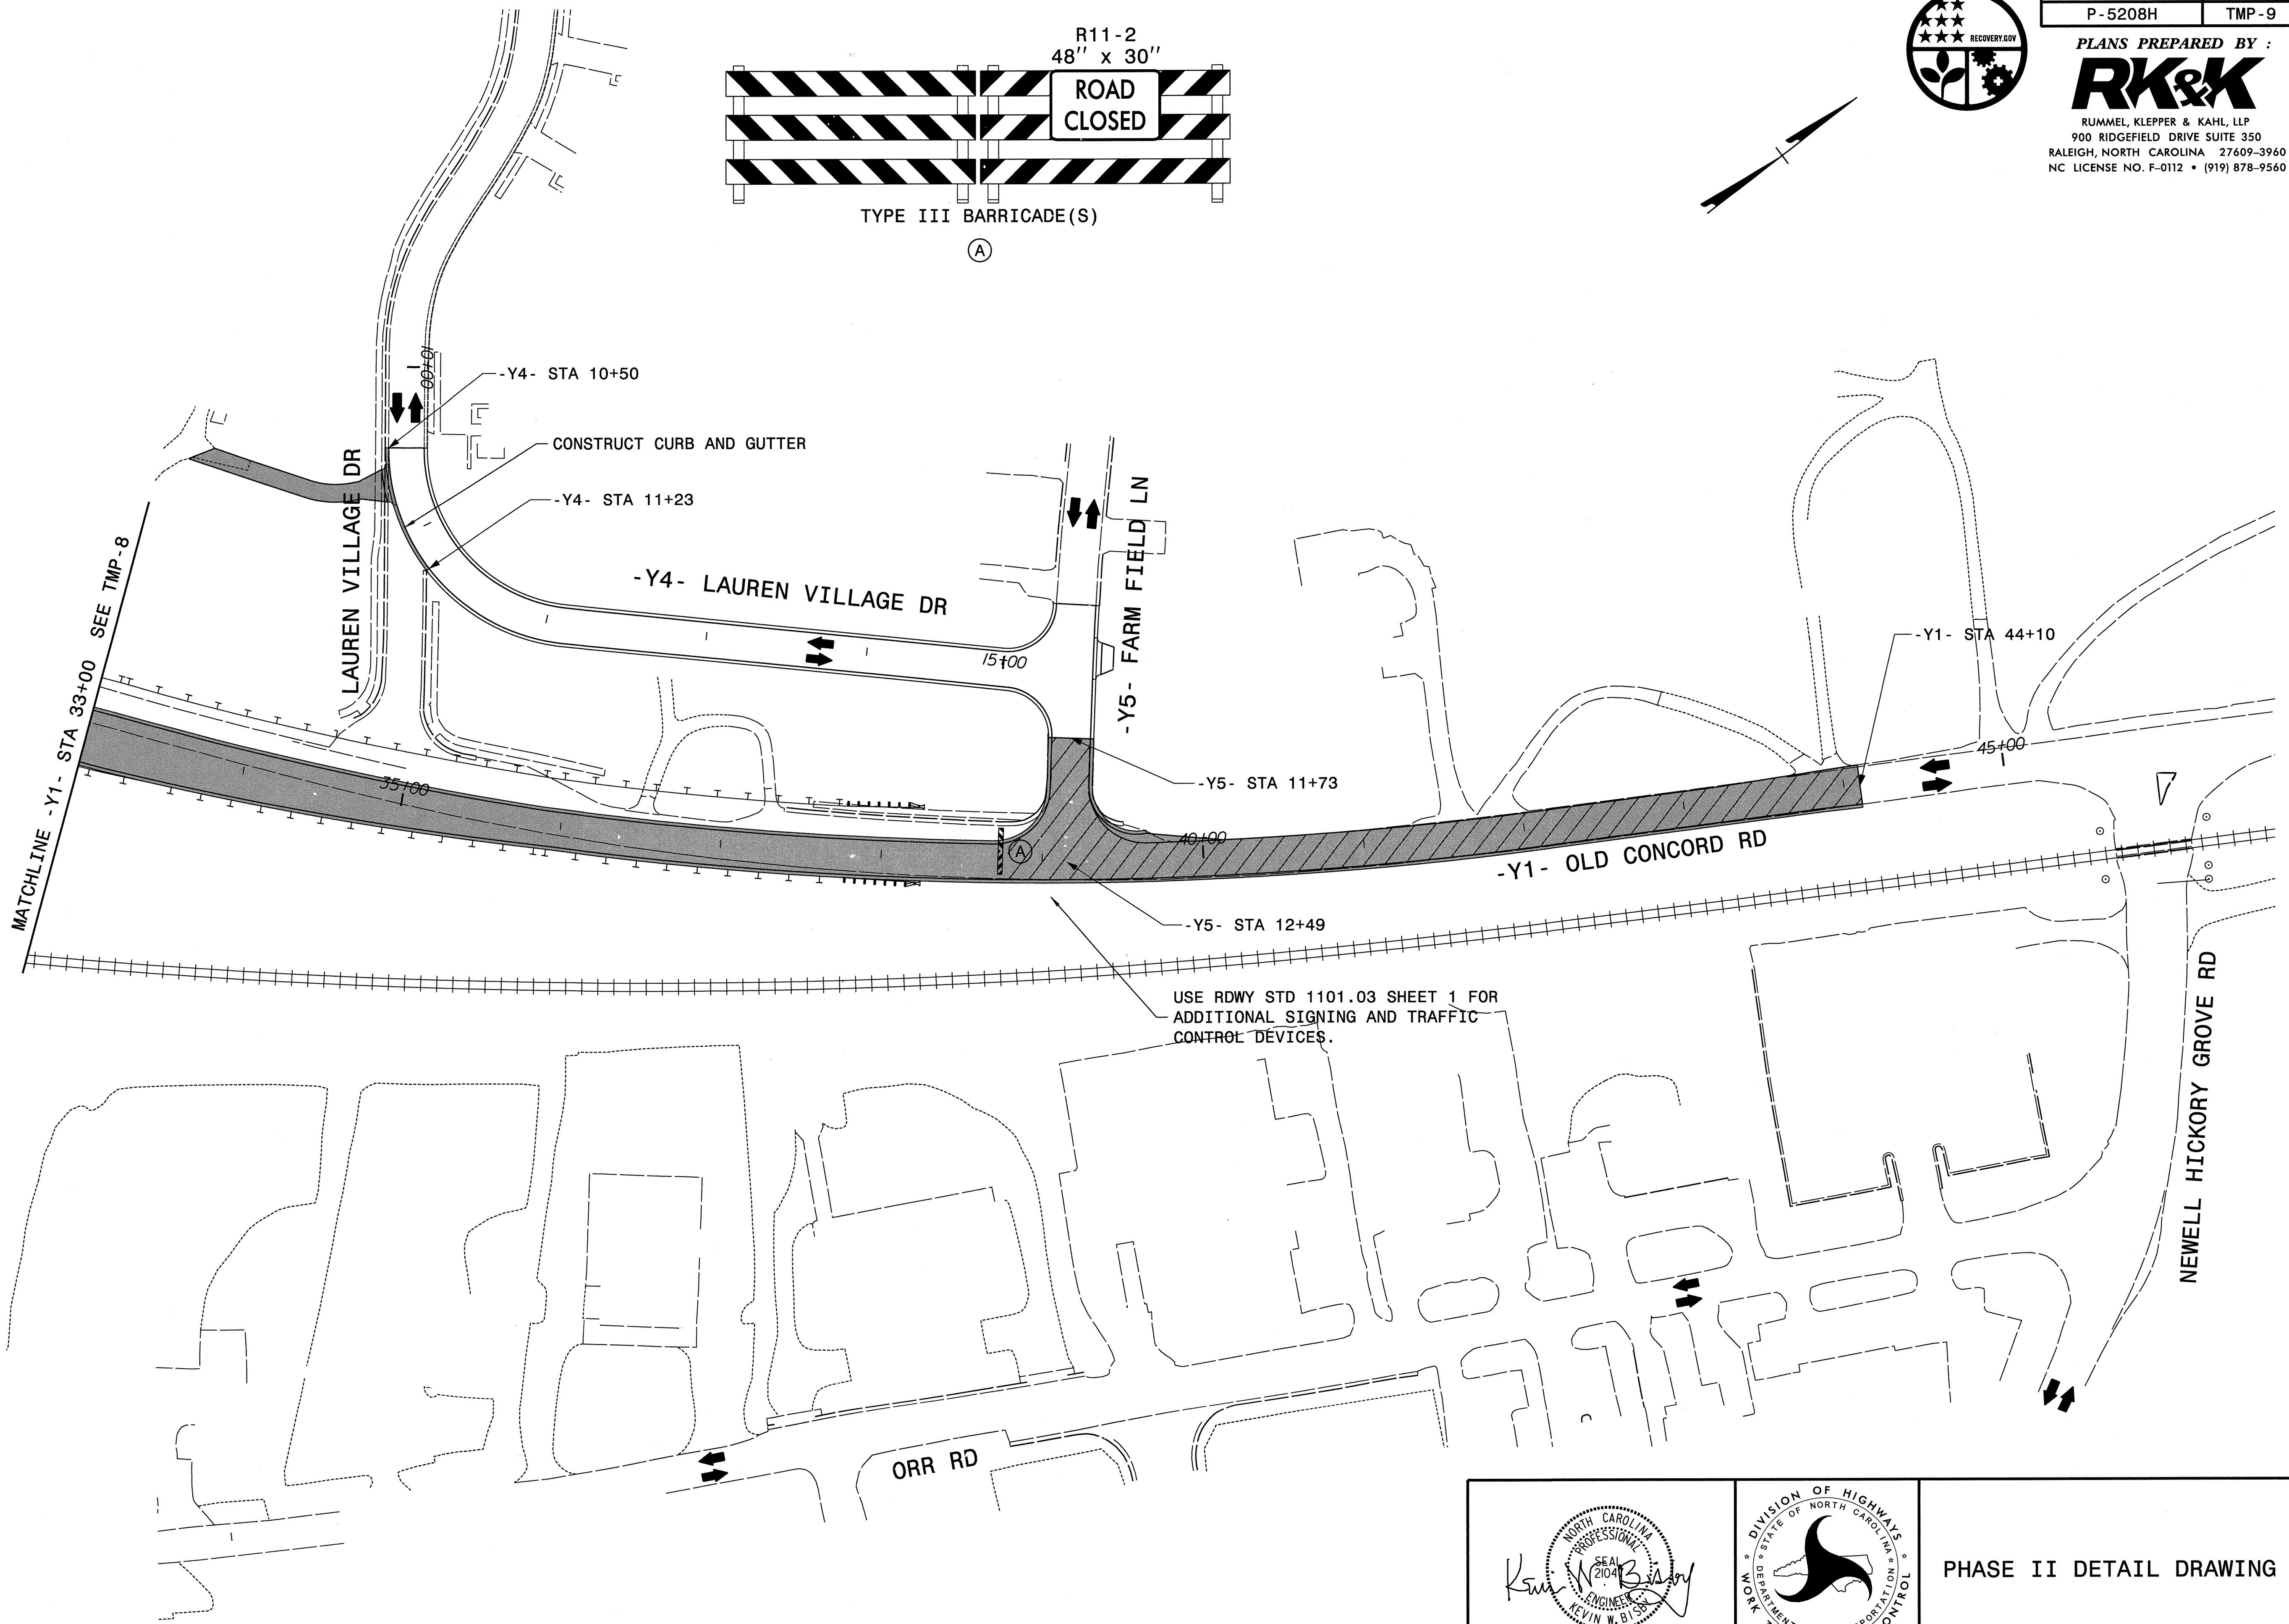 R11-2
48'' x 30''
ROAD
CLOSED
TYPE III BARRICADE(S)
A
RECOVERY.GOV
P-5208H TMP-9
PLANS PREPARED BY :
RK&K
RUMMEL, KLEPPER & KAHL, LLP
900 RIDGEFIELD DRIVE SUITE 350
RALEIGH, NORTH CAROLINA 27609-3960
NC LICENSE NO. F-0112 • (919) 878-9560
10+00
-Y4- STA 10+50
CONSTRUCT CURB AND GUTTER
-Y4- STA 11+23
LAUREN VILLAGE DR
-Y4- LAUREN VILLAGE DR
15+00
-Y5- FARM FIELD LN
MATCHLINE -Y1- STA 33+00 SEE TMP-8
-Y1- STA 44+10
45+00
35+00
-Y5- STA 11+73
40+00
A
-Y1- OLD CONCORD RD
-Y5- STA 12+49
USE RDWY STD 1101.03 SHEET 1 FOR
ADDITIONAL SIGNING AND TRAFFIC
CONTROL DEVICES.
NEWELL HICKORY GROVE RD
ORR RD
NORTH CAROLINA
PROFESSIONAL
SEAL
ENGINEER
KEVIN W. BISBY
DIVISION OF HIGHWAYS
STATE OF NORTH CAROLINA
WORK
PHASE II DETAIL DRAWING